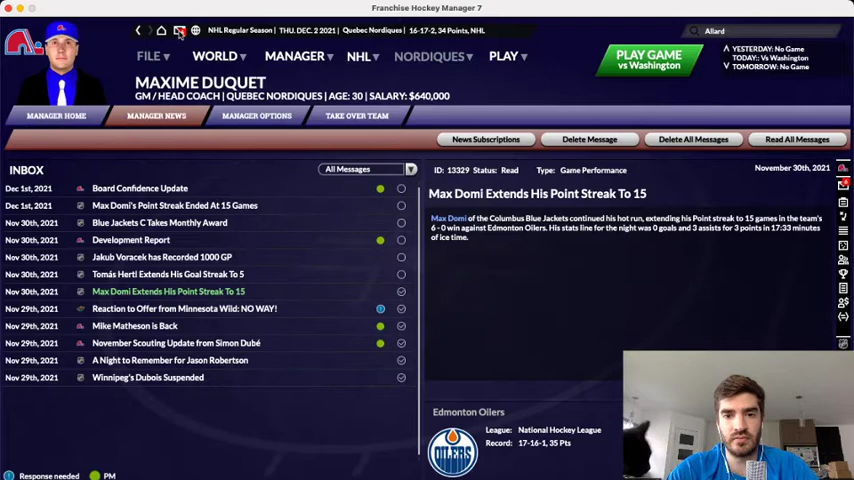 Franchise Hockey Manager 7
NHL Regular Season | THU. DEC. 2 2021 | Quebec Nordiques | 16-17-2, 34 Points, NHL
Allard
FILE WORLD MANAGER NHL NORDIQUES PLAY
PLAY GAME
vs Washington
YESTERDAY: No Game
TODAY:: Vs Washington
TOMORROW: No Game
MAXIME DUQUET
GM / HEAD COACH | QUEBEC NORDIQUES | AGE: 30 | SALARY: $640,000
MANAGER HOME MANAGER NEWS MANAGER OPTIONS TAKE OVER TEAM
News Subscriptions Delete Message Delete All Messages Read All Messages
INBOX All Messages
Dec 1st, 2021 Board Confidence Update
Dec 1st, 2021 Max Domi's Point Streak Ended At 15 Games
Nov 30th, 2021 Blue Jackets C Takes Monthly Award
Nov 30th, 2021 Development Report
Nov 30th, 2021 Jakub Voracek has Recorded 1000 GP
Nov 30th, 2021 Tomás Hertl Extends His Goal Streak To 5
Nov 30th, 2021 Max Domi Extends His Point Streak To 15
Nov 29th, 2021 Reaction to Offer from Minnesota Wild: NO WAY!
Nov 29th, 2021 Mike Matheson is Back
Nov 29th, 2021 November Scouting Update from Simon Dubé
Nov 29th, 2021 A Night to Remember for Jason Robertson
Nov 29th, 2021 Winnipeg's Dubois Suspended
Response needed PM
ID: 13329 Status: Read Type: Game Performance November 30th, 2021
Max Domi Extends His Point Streak To 15
Max Domi of the Columbus Blue Jackets continued his hot run, extending his Point streak to 15 games in the team's
6 - 0 win against Edmonton Oilers. His stats line for the night was 0 goals and 3 assists for 3 points in 17:33 minutes
of ice time.
Edmonton Oilers
League: National Hockey League
Record: 17-16-1, 35 Pts
OILERS